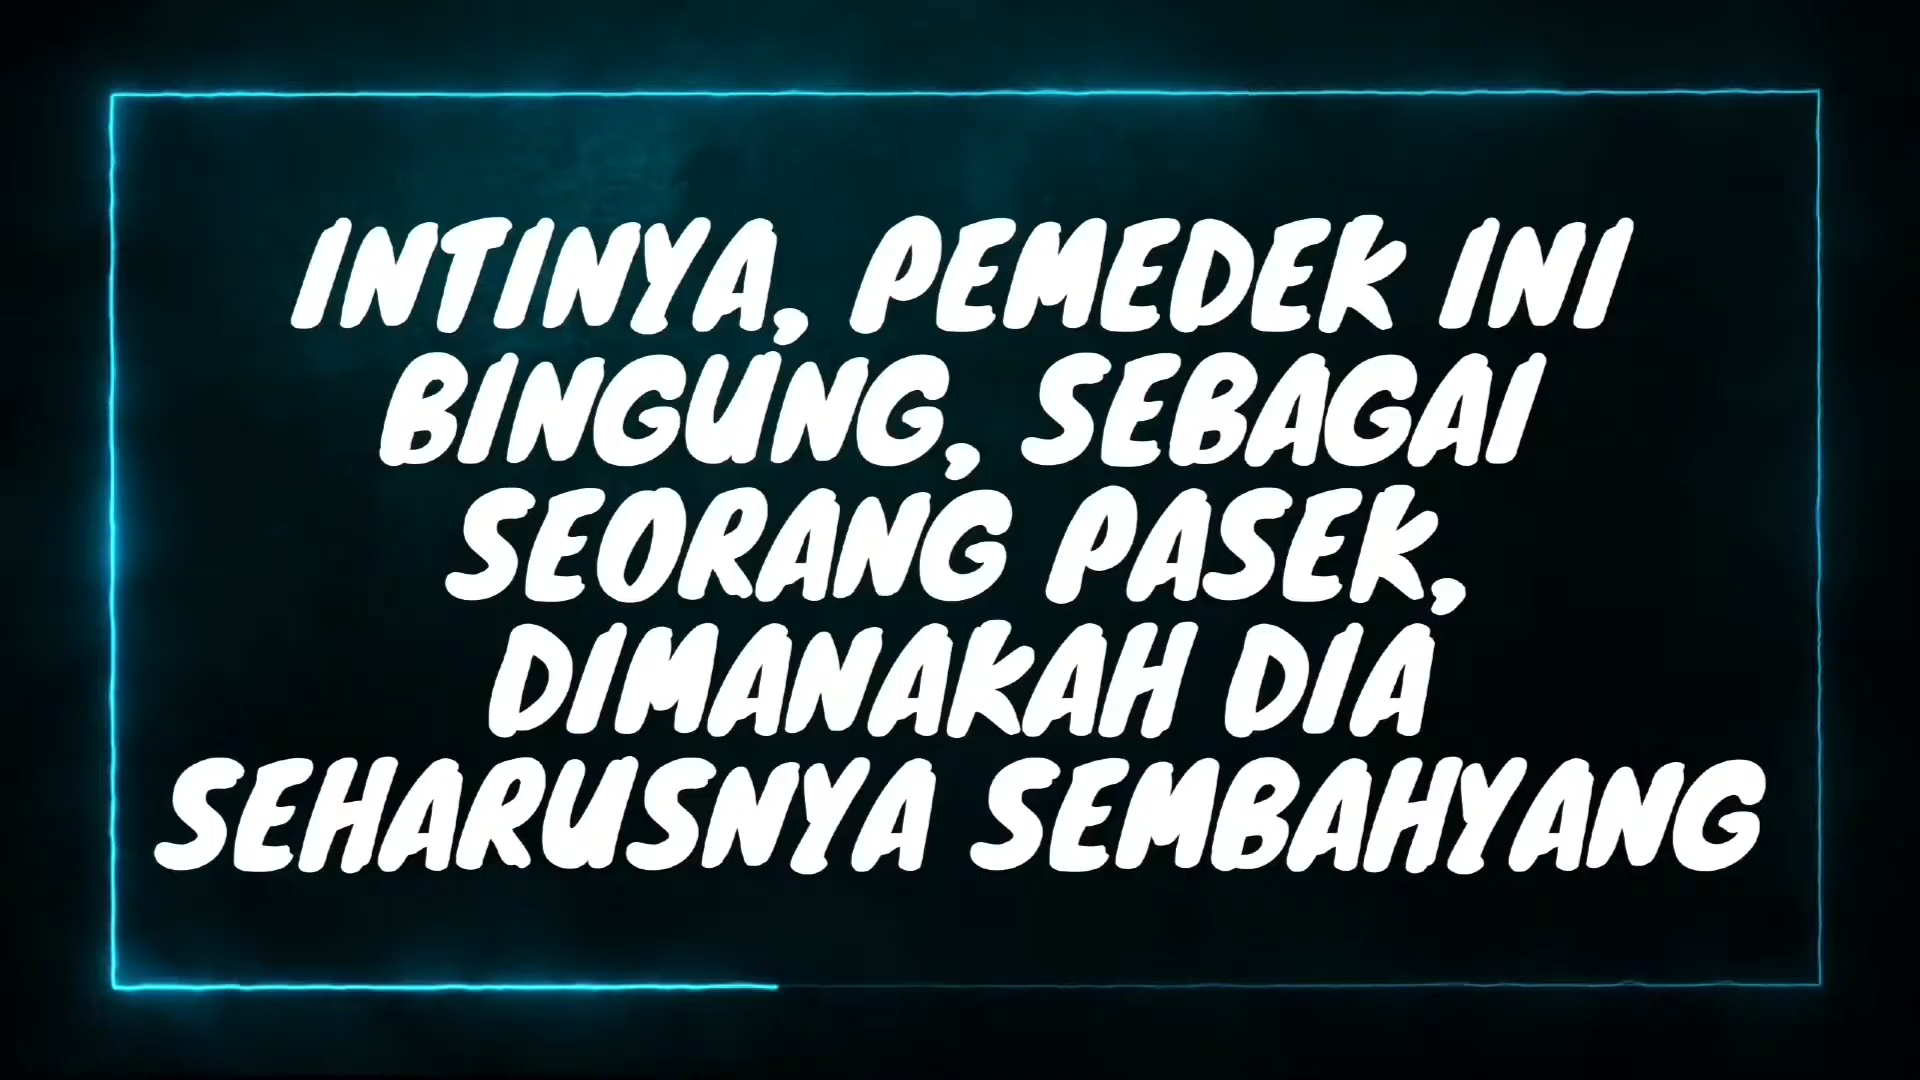 INTINYA, PEMEDEK INI
BINGUNG, SEBAGAI
SEORANG PASEK,
DIMANAKAH DIA
SEHARUSNYA SEMBAHYANG